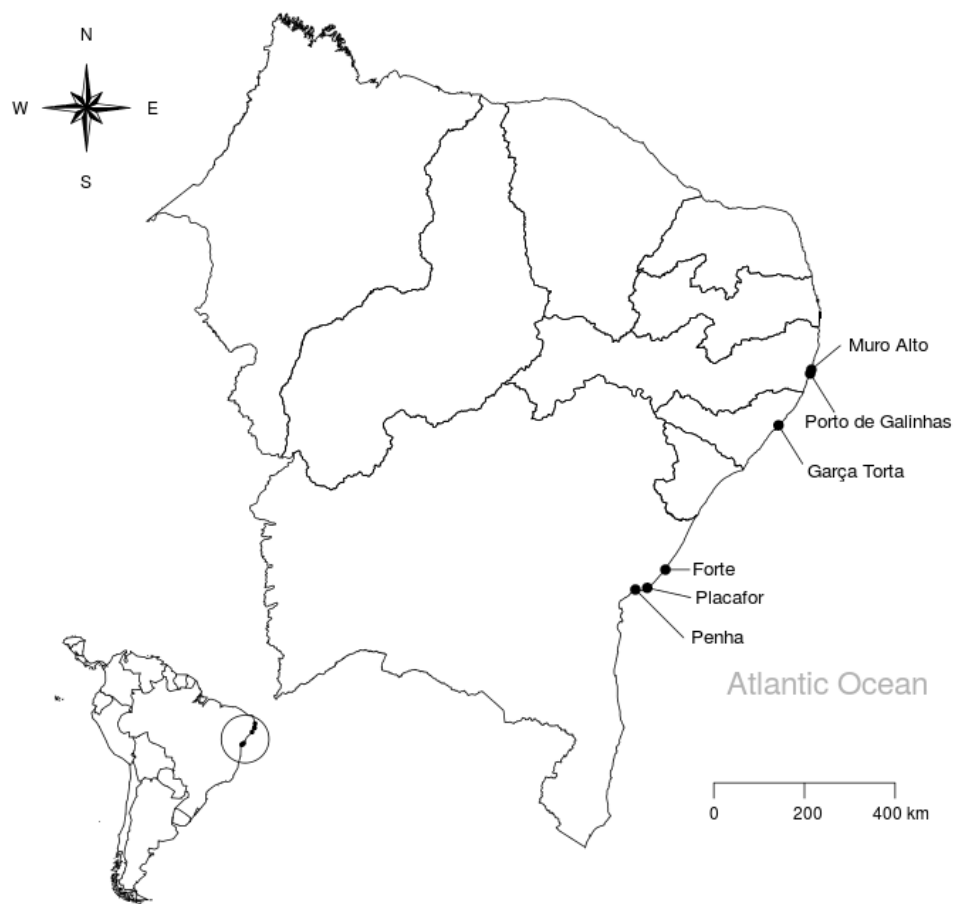 N
W
E
S
Muro Alto
Porto de Galinhas
Garça Torta
Forte
Placafor
Penha
Atlantic Ocean
0
200
400 km